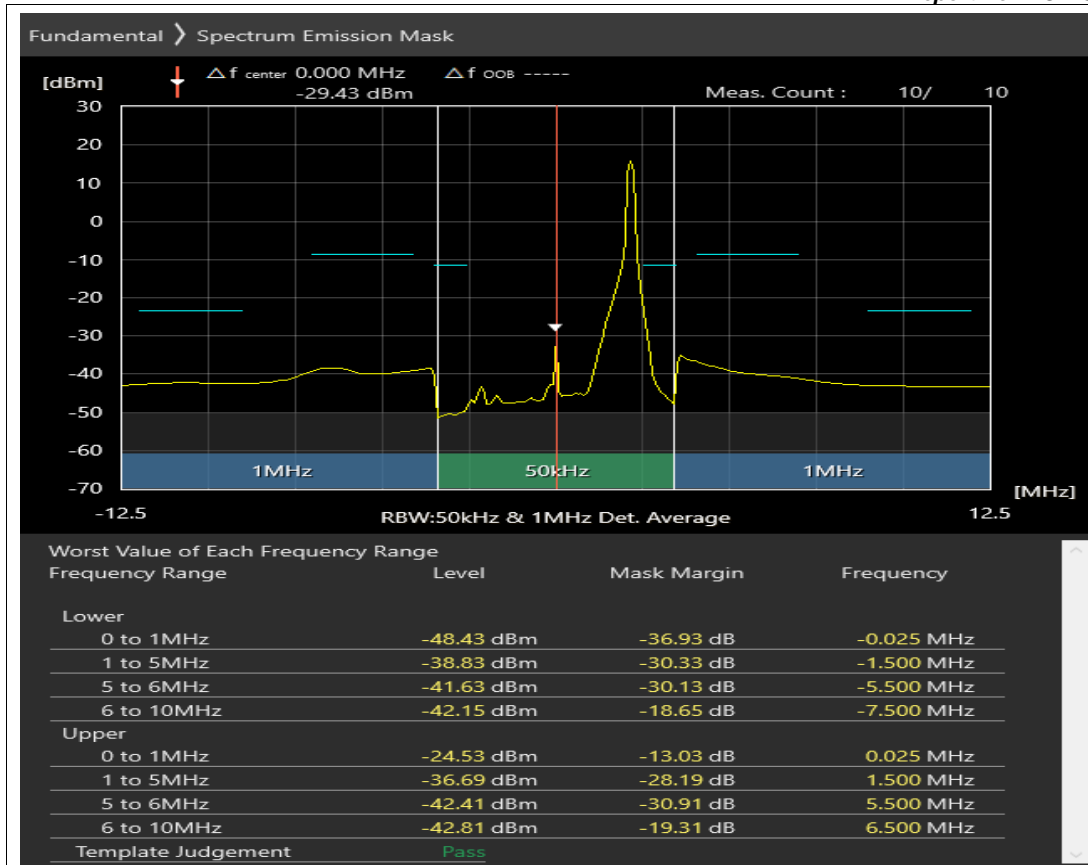 Fundamental 〉 Spectrum Emission Mask
[dBm]
△ f center 0.000 MHz △ f OOB -----
-29.43 dBm Meas. Count : 10/ 10
30
20
10
0
-10
-20
-30
-40
-50
-60
-70
1MHz 50kHz 1MHz
[MHz]
-12.5 RBW:50kHz & 1MHz Det. Average 12.5
Worst Value of Each Frequency Range
Frequency Range Level Mask Margin Frequency
Lower
0 to 1MHz -48.43 dBm -36.93 dB -0.025 MHz
1 to 5MHz -38.83 dBm -30.33 dB -1.500 MHz
5 to 6MHz -41.63 dBm -30.13 dB -5.500 MHz
6 to 10MHz -42.15 dBm -18.65 dB -7.500 MHz
Upper
0 to 1MHz -24.53 dBm -13.03 dB 0.025 MHz
1 to 5MHz -36.69 dBm -28.19 dB 1.500 MHz
5 to 6MHz -42.41 dBm -30.91 dB 5.500 MHz
6 to 10MHz -42.81 dBm -19.31 dB 6.500 MHz
Template Judgement Pass